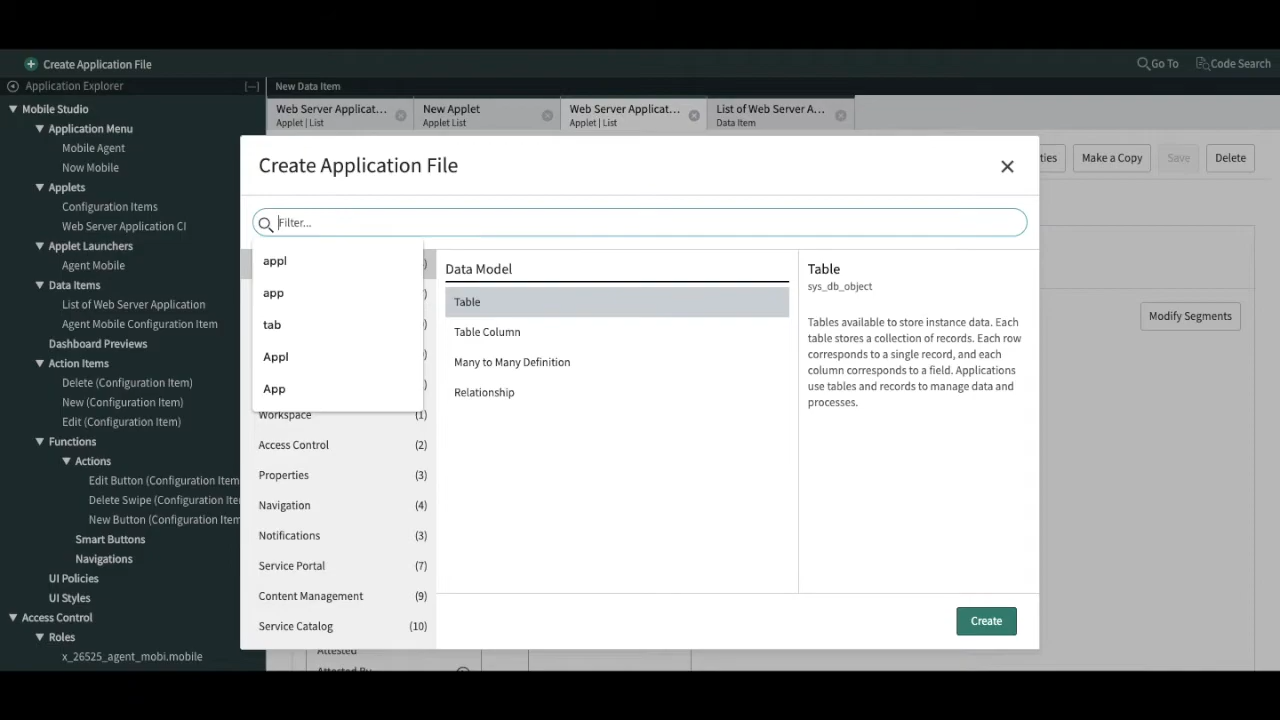 Create Application File
Go To
Code Search
Application Explorer
[—]
New Data Item
Mobile Studio
Application Menu
Mobile Agent
Now Mobile
Applets
Configuration Items
Web Server Application CI
Applet Launchers
Agent Mobile
Data Items
List of Web Server Application
Agent Mobile Configuration Item
Dashboard Previews
Action Items
Delete (Configuration Item)
New (Configuration Item)
Edit (Configuration Item)
Functions
Actions
Edit Button (Configuration Item
Delete Swipe (Configuration Ite
New Button (Configuration Item
Smart Buttons
Navigations
UI Policies
UI Styles
Access Control
Roles
x_26525_agent_mobi.mobile
Web Server Applicat...
Applet | List
New Applet
Applet List
Web Server Applicat...
Applet | List
List of Web Server A...
Data Item
ties
Make a Copy
Save
Delete
Modify Segments
Create Application File
Filter...
appl
app
tab
Appl
App
Workspace (1)
Access Control (2)
Properties (3)
Navigation (4)
Notifications (3)
Service Portal (7)
Content Management (9)
Service Catalog (10)
Data Model
Table
Table Column
Many to Many Definition
Relationship
Table
sys_db_object
Tables available to store instance data. Each
table stores a collection of records. Each row
corresponds to a single record, and each
column corresponds to a field. Applications
use tables and records to manage data and
processes.
Create
Attested
Attested By